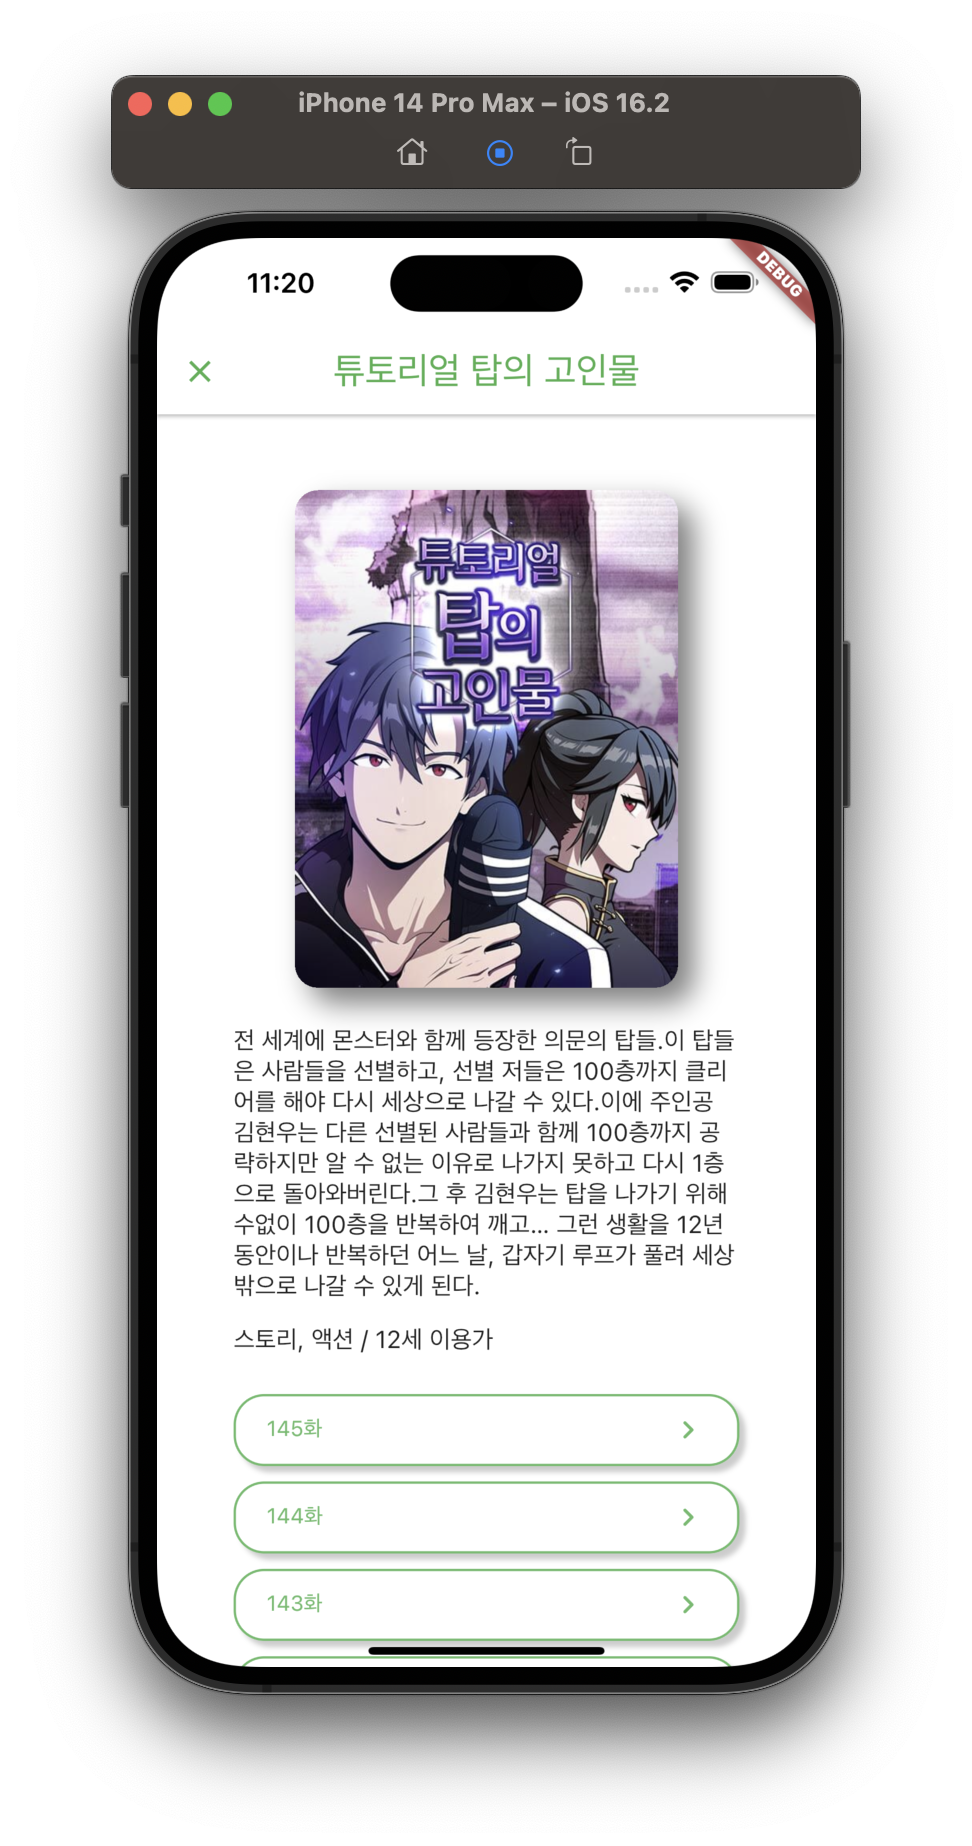 iPhone 14 Pro Max – iOS 16.2
11:20
DEBUG
튜토리얼 탑의 고인물
튜토리얼
탑의
고인물
전 세계에 몬스터와 함께 등장한 의문의 탑들.이 탑들
은 사람들을 선별하고, 선별 저들은 100층까지 클리
어를 해야 다시 세상으로 나갈 수 있다.이에 주인공
김현우는 다른 선별된 사람들과 함께 100층까지 공
략하지만 알 수 없는 이유로 나가지 못하고 다시 1층
으로 돌아와버린다.그 후 김현우는 탑을 나가기 위해
수없이 100층을 반복하여 깨고... 그런 생활을 12년
동안이나 반복하던 어느 날, 갑자기 루프가 풀려 세상
밖으로 나갈 수 있게 된다.
스토리, 액션 / 12세 이용가
145화
144화
143화